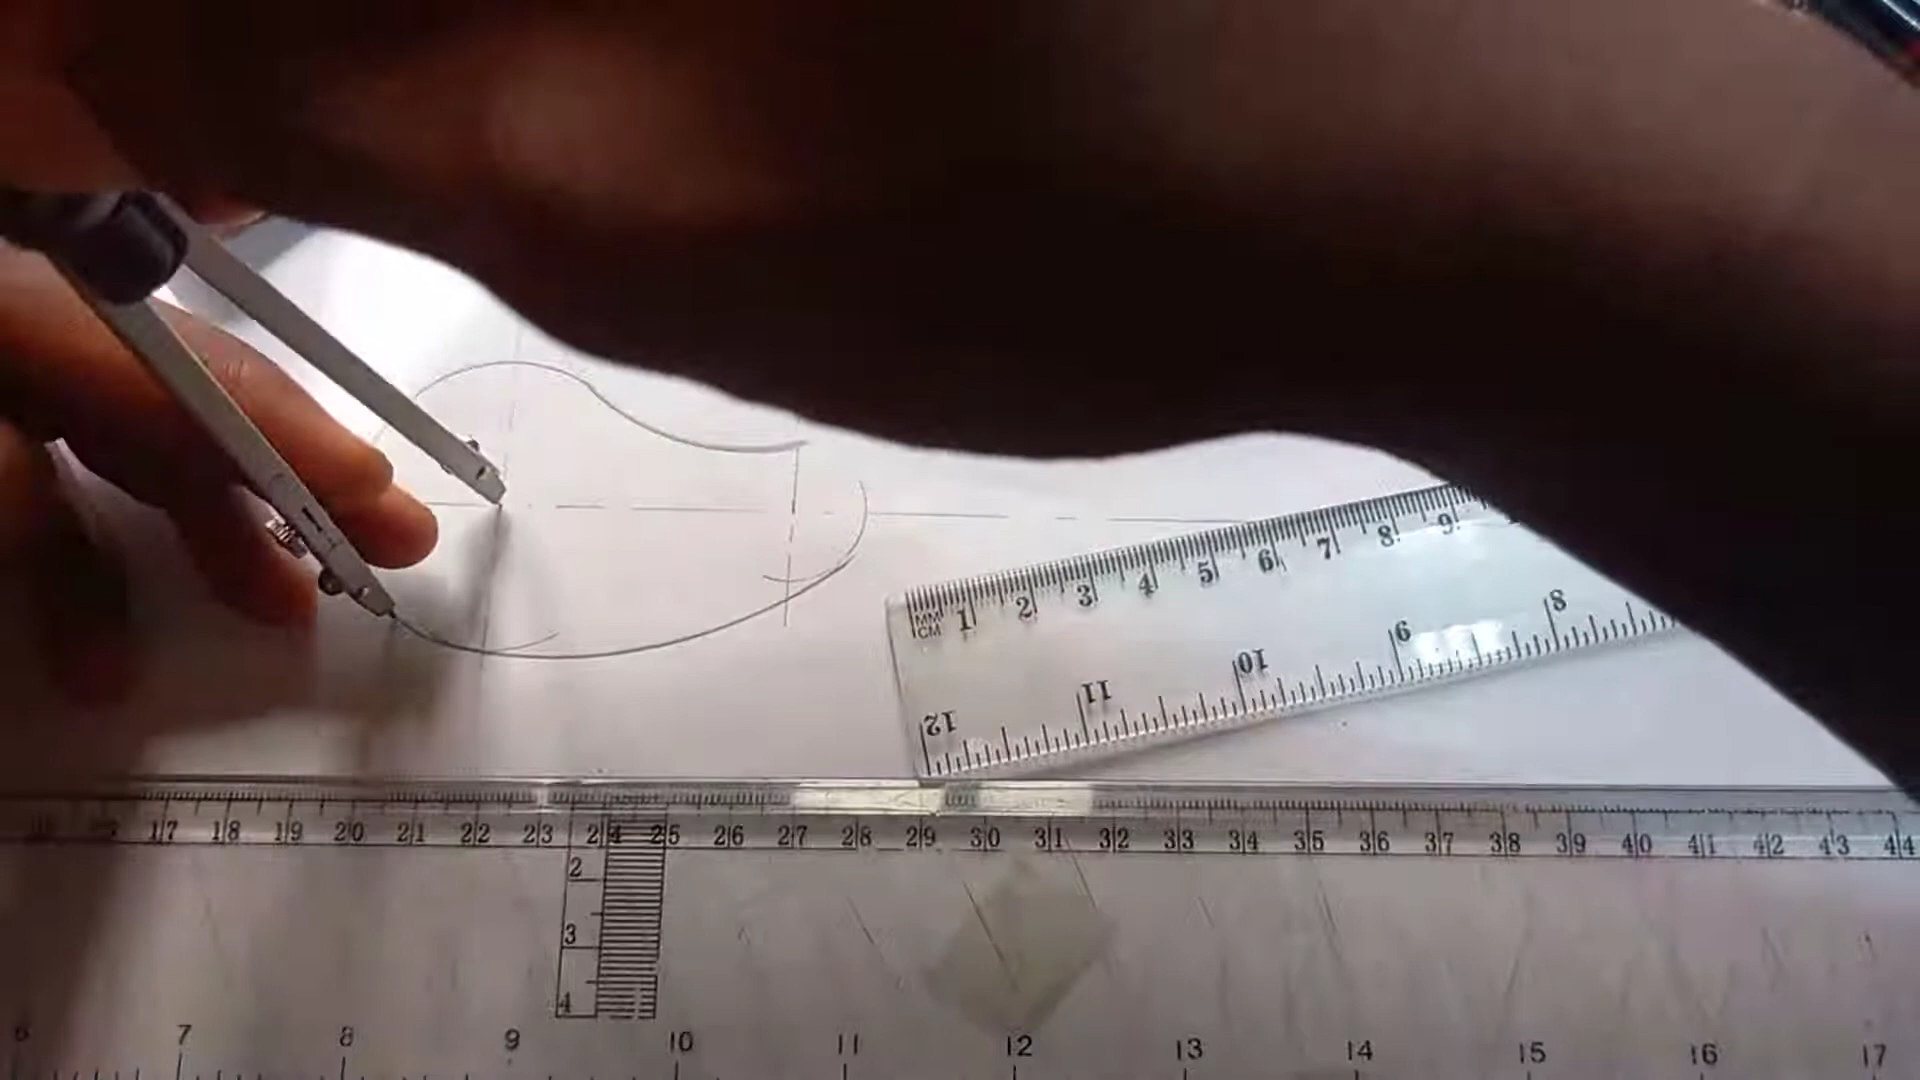 1 2 3 4 5 6 7 8 9
MM
CM
12 11 10 9 8
17 18 19 20 21 22 23 24 25 26 27 28 29 30 31 32 33 34 35 36 37 38 39 40 41 42 43 44
2
3
4
7 8 9 10 11 12 13 14 15 16 17